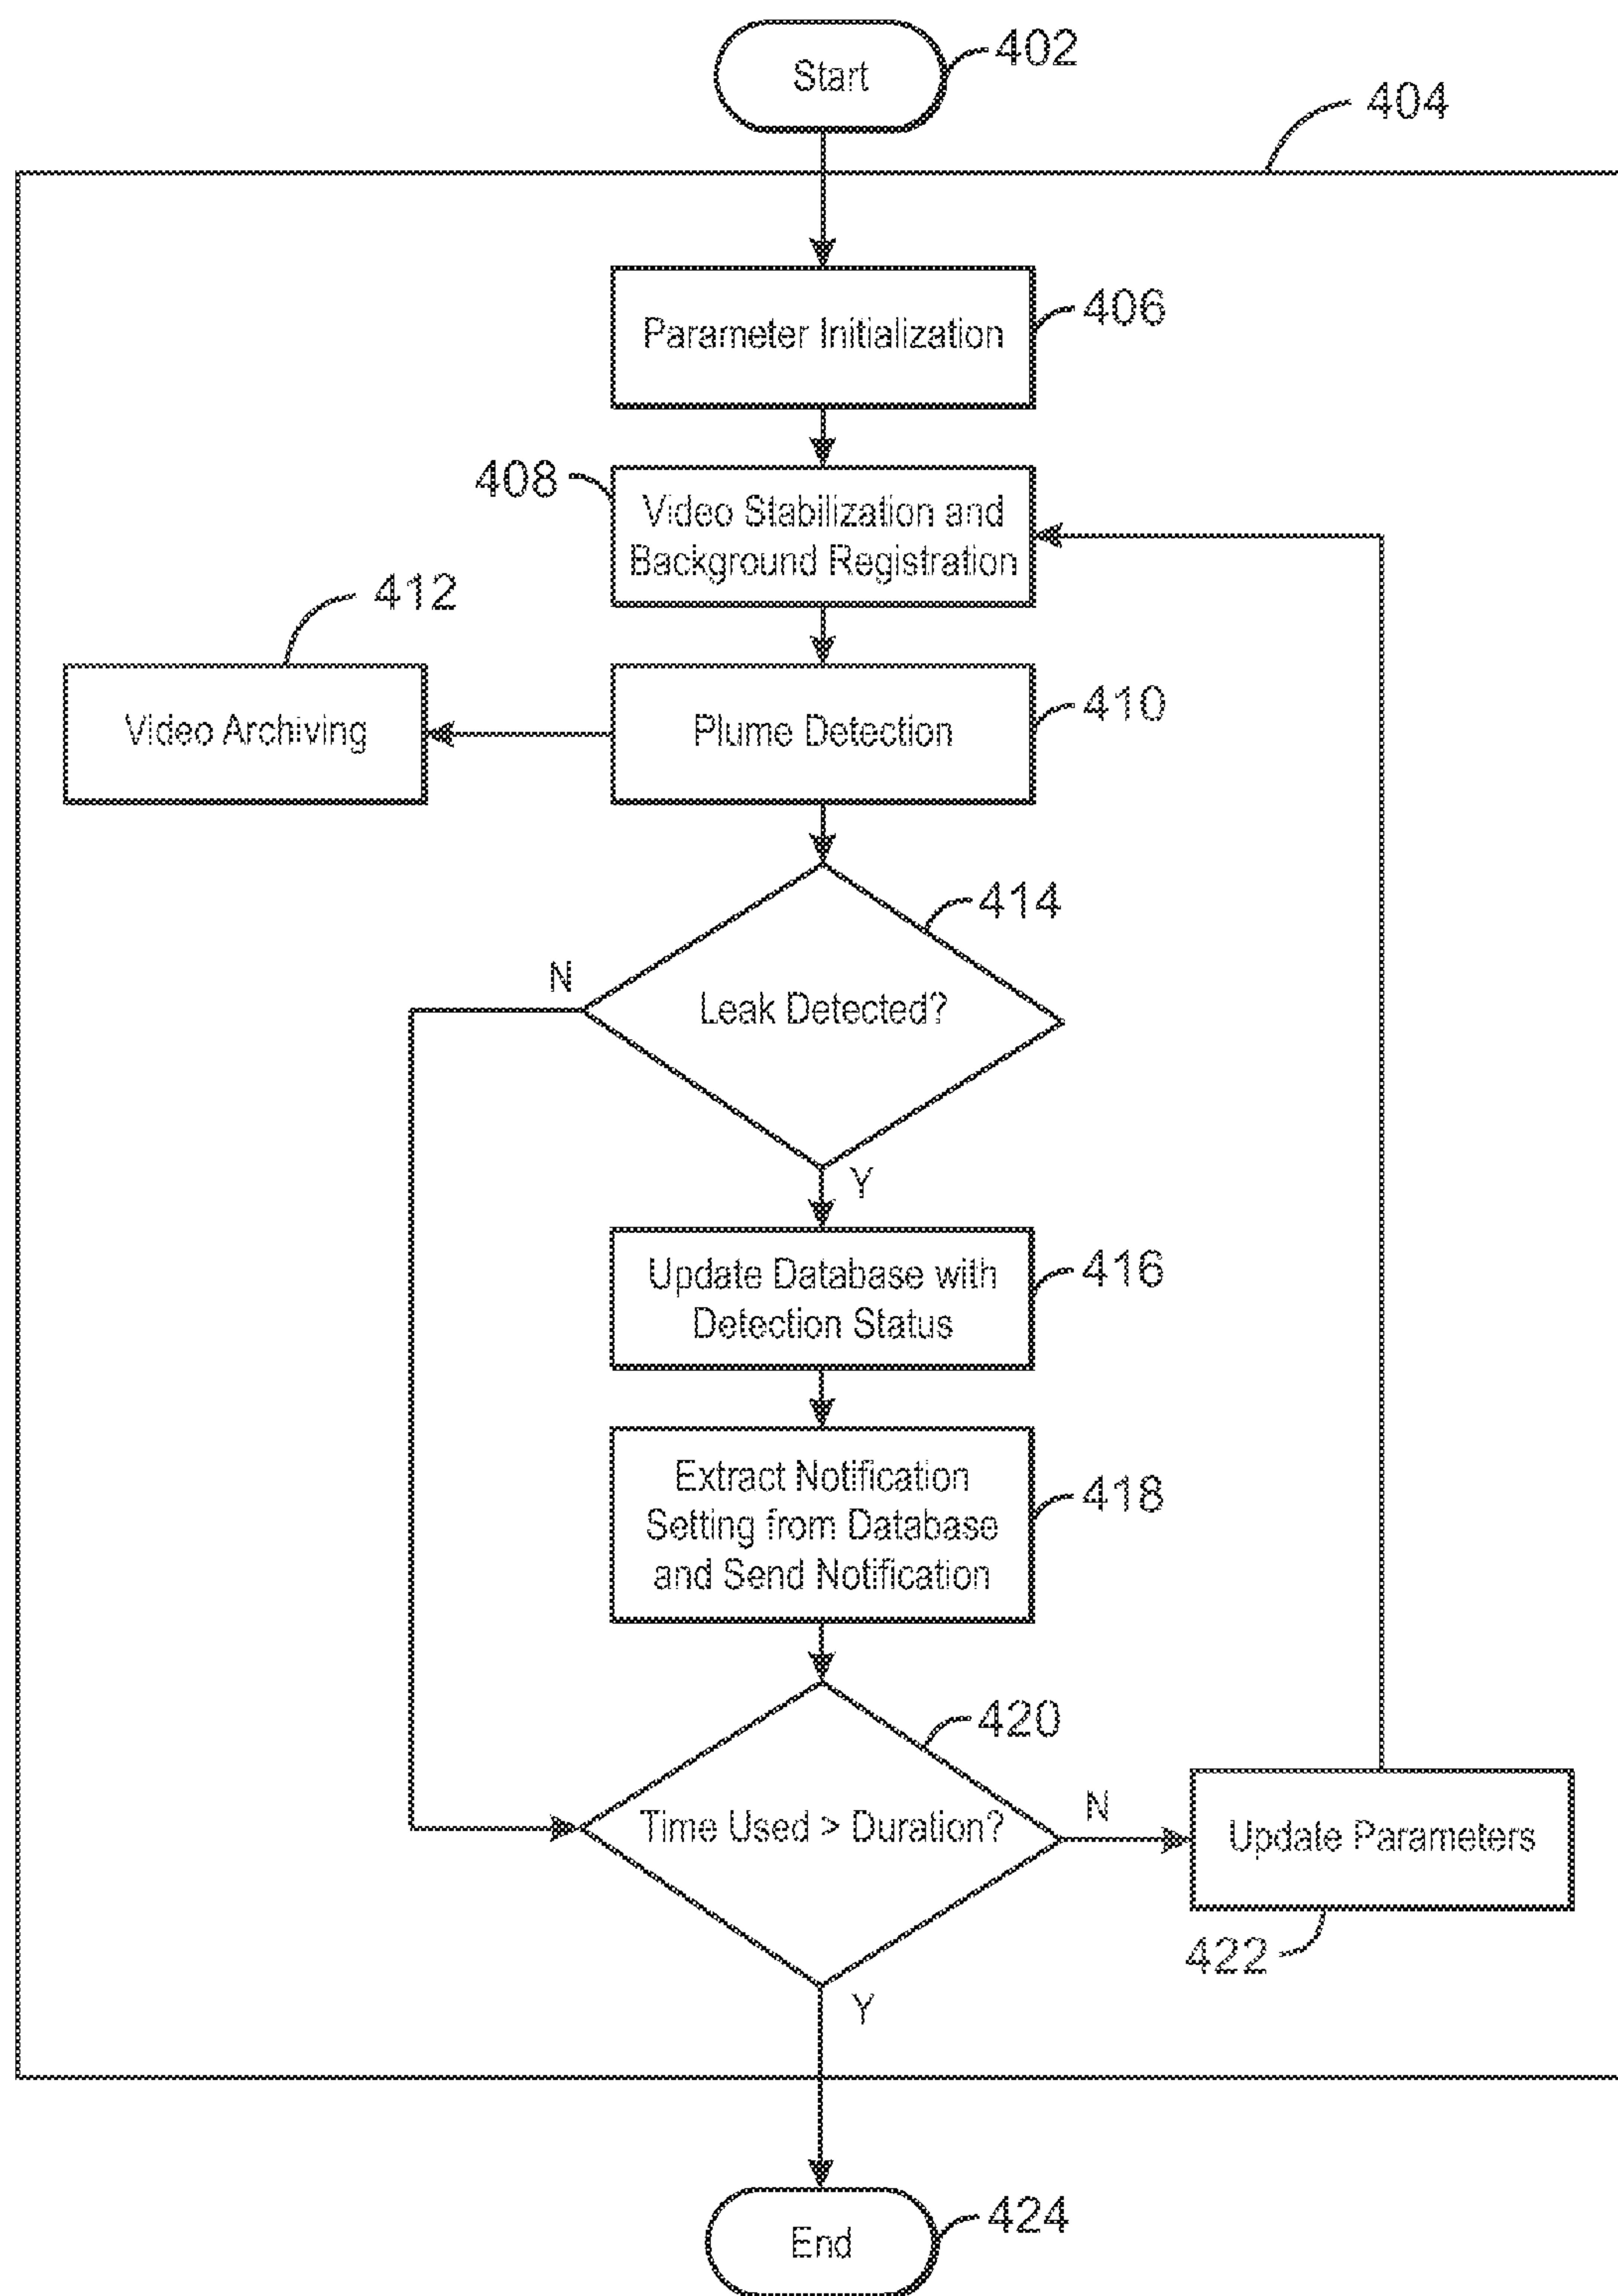 Start
402
404
Parameter Initialization
406
408
Video Stabilization and
Background Registration
412
Video Archiving
Plume Detection
410
414
N
Leak Detected?
Y
Update Database with
Detection Status
416
Extract Notification
Setting from Database
and Send Notification
418
420
Time Used > Duration?
N
Update Parameters
422
Y
End
424